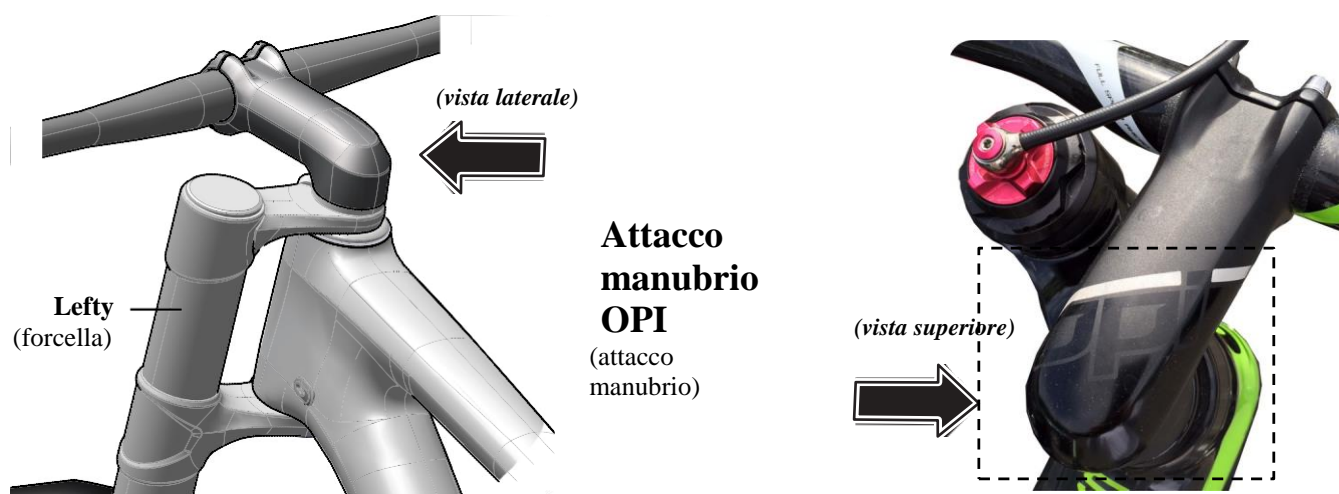 (vista laterale)
Attacco
manubrio
OPI
(attacco
manubrio)
Lefty
(forcella)
(vista superiore)